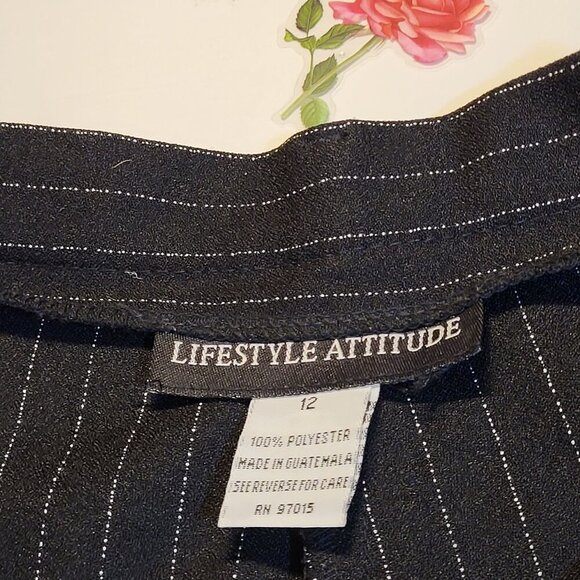 LIFESTYLE ATTITUDE
12
100% POLYESTER
MADE IN GUATEMALA
SEE REVERSE FOR CARE
RN 97015